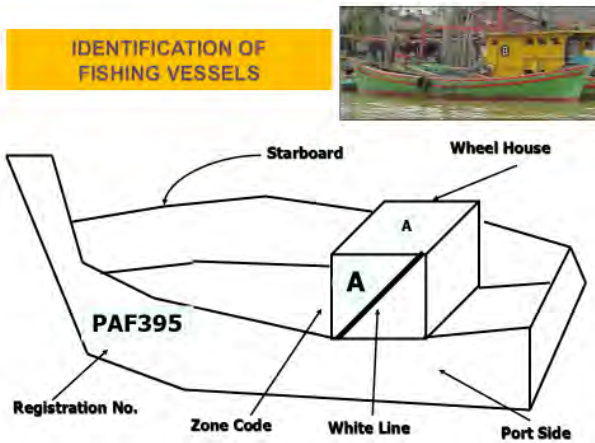 IDENTIFICATION OF
FISHING VESSELS
B
Starboard
Wheel House
A
A
PAF395
Registration No.
Zone Code
White Line
Port Side